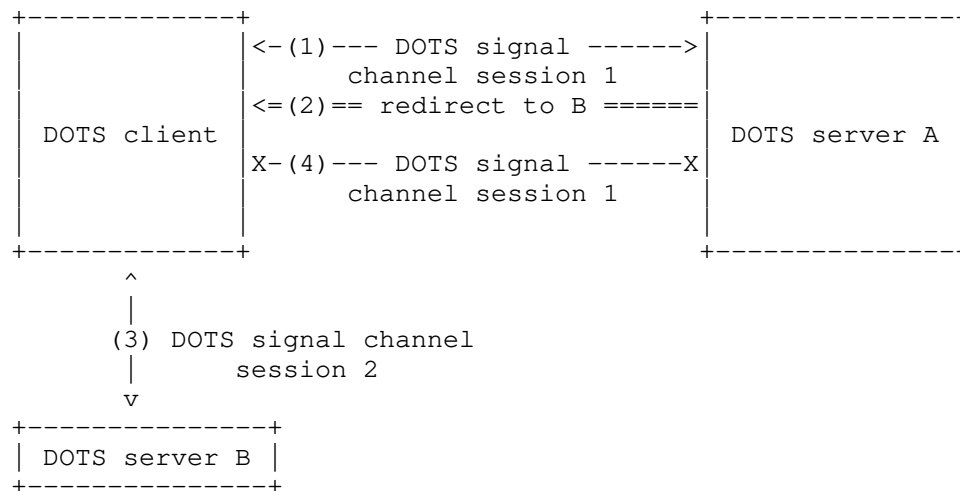 <-(1)--- DOTS signal ------>
channel session 1
<=(2)== redirect to B ======
DOTS client
DOTS server A
X-(4)--- DOTS signal ------X
channel session 1
(3) DOTS signal channel
session 2
DOTS server B